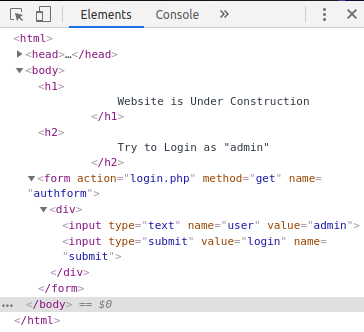 Elements Console »
<html>
<head>…</head>
<body>
<h1>
Website is Under Construction
</h1>
<h2>
Try to Login as "admin"
</h2>
<form action="login.php" method="get" name=
"authform">
<div>
<input type="text" name="user" value="admin">
<input type="submit" value="login" name=
"submit">
</div>
</form>
… </body> == $0
</html>